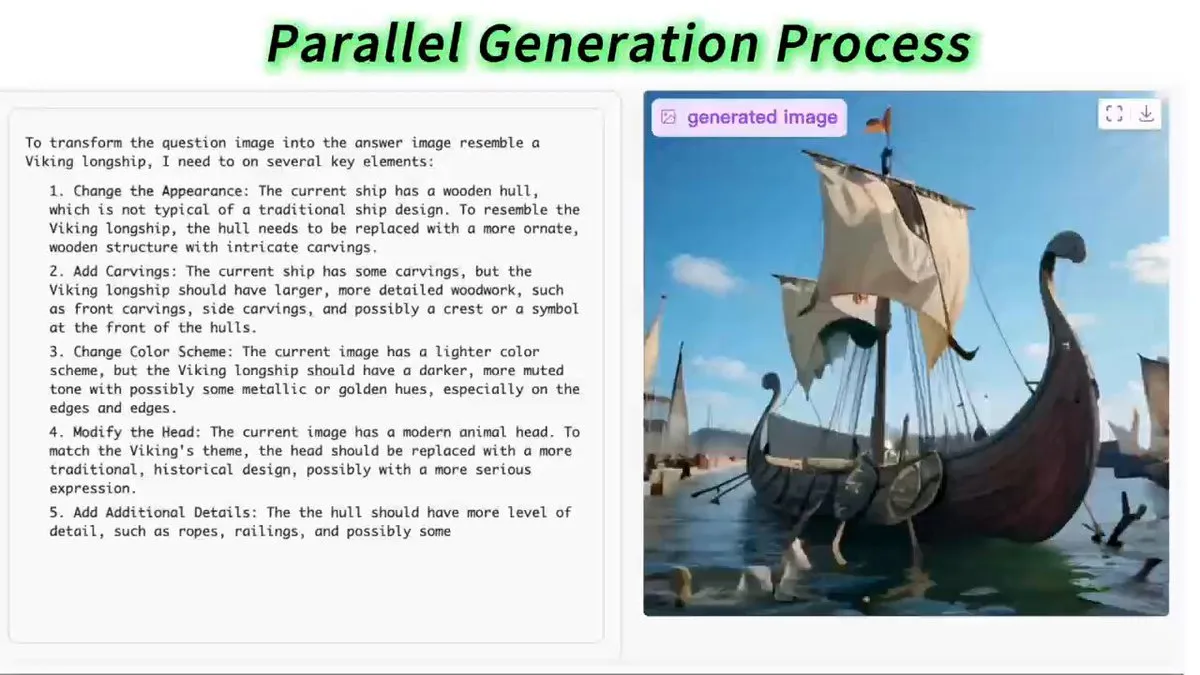 Parallel Generation Process
To transform the question image into the answer image resemble a
Viking longship, I need to on several key elements:
1. Change the Appearance: The current ship has a wooden hull,
which is not typical of a traditional ship design. To resemble the
Viking longship, the hull needs to be replaced with a more ornate,
wooden structure with intricate carvings.
2. Add Carvings: The current ship has some carvings, but the
Viking longship should have larger, more detailed woodwork, such
as front carvings, side carvings, and possibly a crest or a symbol
at the front of the hulls.
3. Change Color Scheme: The current image has a lighter color
scheme, but the Viking longship should have a darker, more muted
tone with possibly some metallic or golden hues, especially on the
edges and edges.
4. Modify the Head: The current image has a modern animal head. To
match the Viking's theme, the head should be replaced with a more
traditional, historical design, possibly with a more serious
expression.
5. Add Additional Details: The the hull should have more level of
detail, such as ropes, railings, and possibly some
generated image